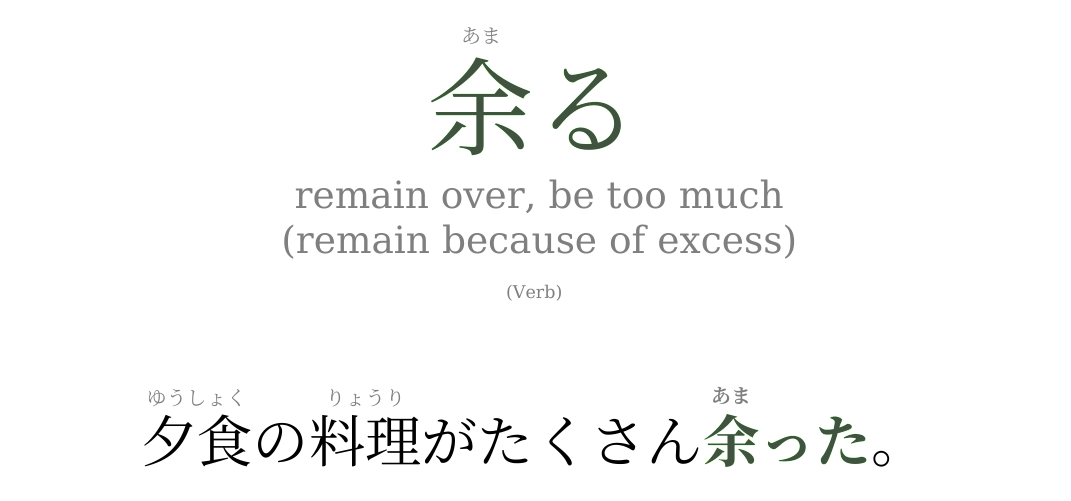 あま
余る
remain over, be too much
(remain because of excess)
(Verb)
ゆうしょく りょうり あま
夕食の料理がたくさん余った。